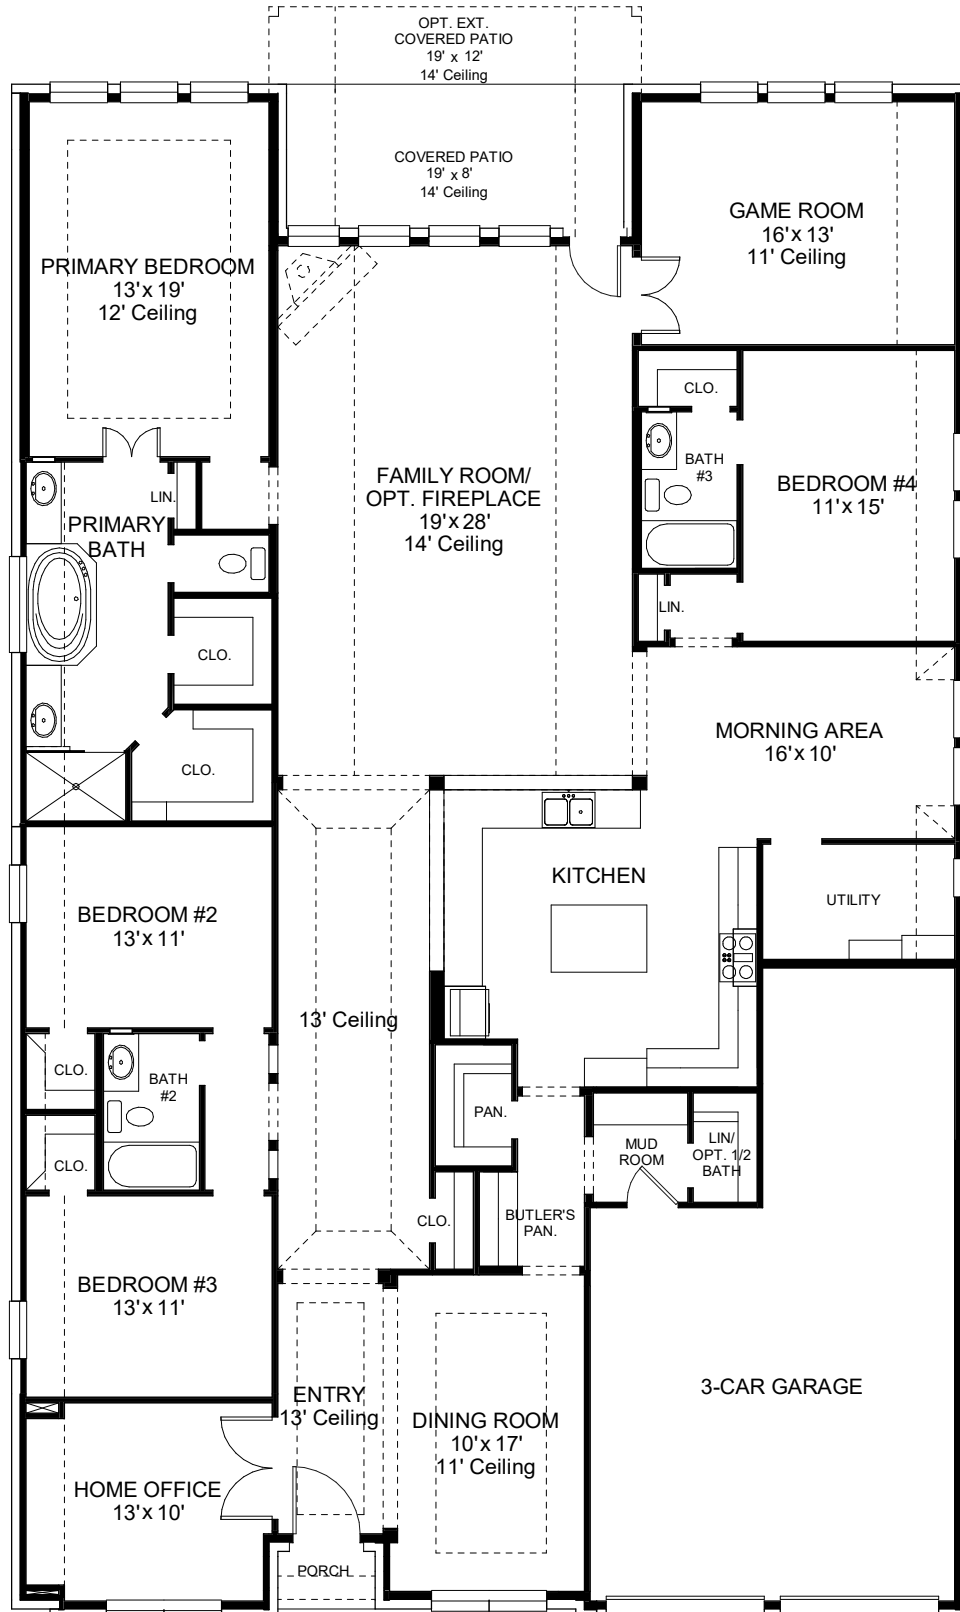 OPT. EXT.
COVERED PATIO
19' x 12'
14' Ceiling
COVERED PATIO
19' x 8'
14' Ceiling
GAME ROOM
16' x 13'
11' Ceiling
PRIMARY BEDROOM
13' x 19'
12' Ceiling
CLO.
BATH
#3
BEDROOM #4
11' x 15'
FAMILY ROOM/
OPT. FIREPLACE
19' x 28'
14' Ceiling
LIN.
PRIMARY
BATH
LIN.
CLO.
MORNING AREA
16' x 10'
CLO.
KITCHEN
UTILITY
BEDROOM #2
13' x 11'
13' Ceiling
CLO.
BATH
#2
PAN.
MUD
ROOM
LIN/
OPT. 1/2
BATH
CLO.
CLO.
BUTLER'S
PAN.
BEDROOM #3
13' x 11'
3-CAR GARAGE
ENTRY
13' Ceiling
DINING ROOM
10' x 17'
11' Ceiling
HOME OFFICE
13' x 10'
PORCH